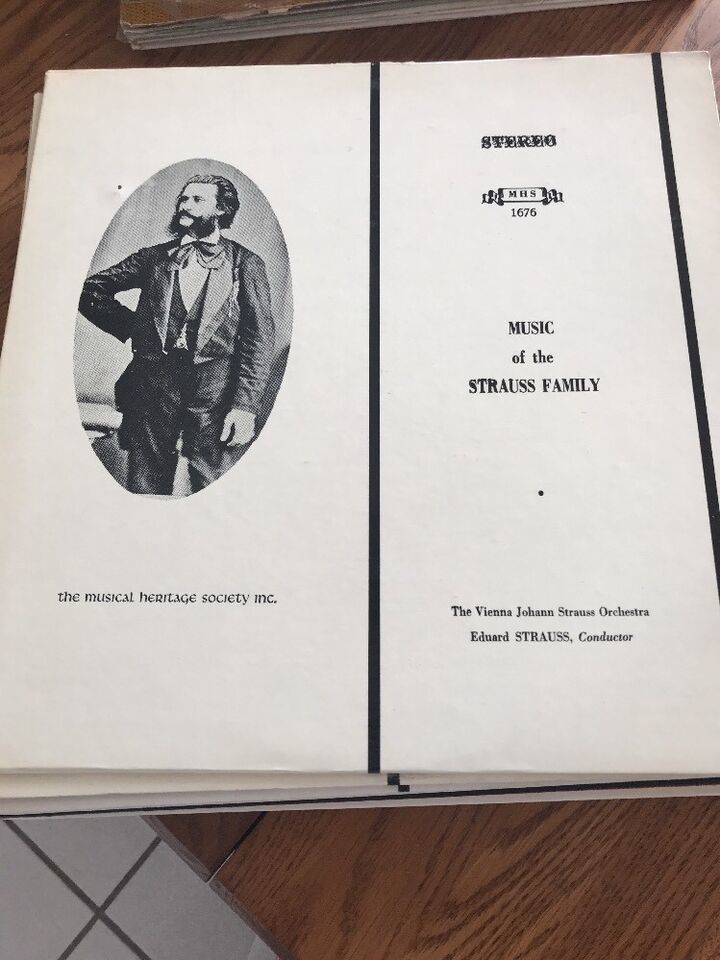 STEREO
MHS
1676
MUSIC
of the
STRAUSS FAMILY
the musical heritage society inc.
The Vienna Johann Strauss Orchestra
Eduard STRAUSS, Conductor